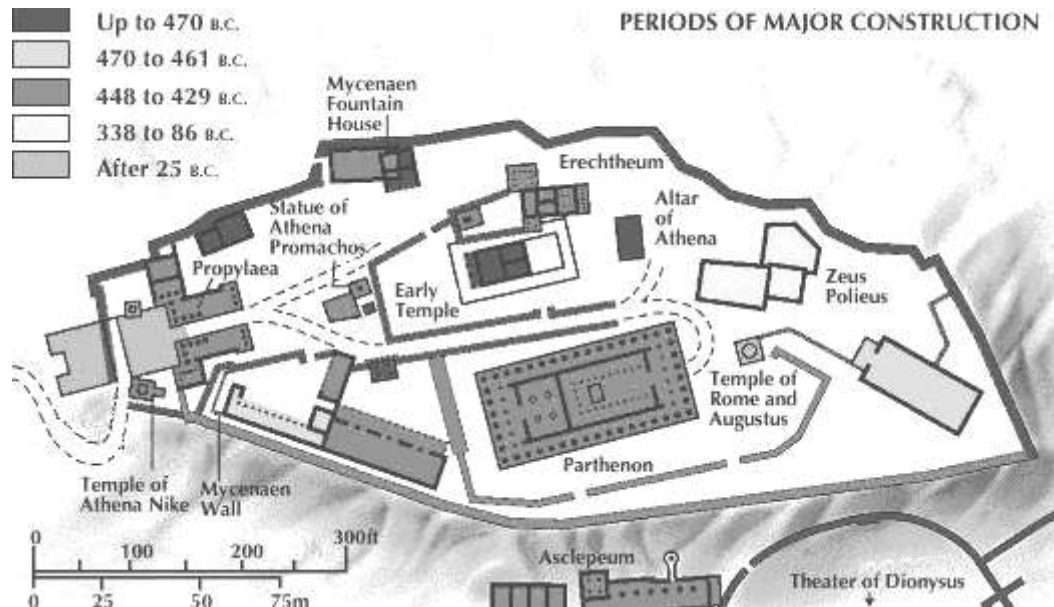 PERIODS OF MAJOR CONSTRUCTION
Up to 470 B.C.
470 to 461 B.C.
448 to 429 B.C.
338 to 86 B.C.
After 25 B.C.
Mycenaen
Fountain
House
Erechtheum
Statue of
Athena
Promachos
Altar
of
Athena
Propylaea
Early
Temple
Zeus
Polieus
Temple of
Rome and
Augustus
Parthenon
Temple of
Athena Nike
Mycenaen
Wall
0 100 200 300ft
0 25 50 75m
Asclepeum
Theater of Dionysus